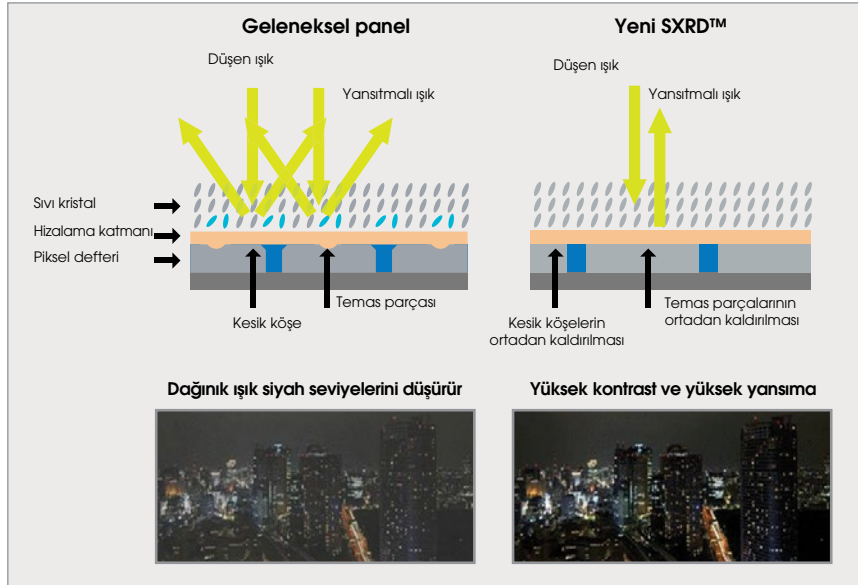 Geleneksel panel
Düşen ışık
Yansıtmalı ışık
Sıvı kristal
Hizalama katmanı
Piksel defteri
Kesik köşe
Temas parçası
Dağınık ışık siyah seviyelerini düşürür
Yeni SXRD™
Düşen ışık
Yansıtmalı ışık
Kesik köşelerin
ortadan kaldırılması
Temas parçalarının
ortadan kaldırılması
Yüksek kontrast ve yüksek yansıma